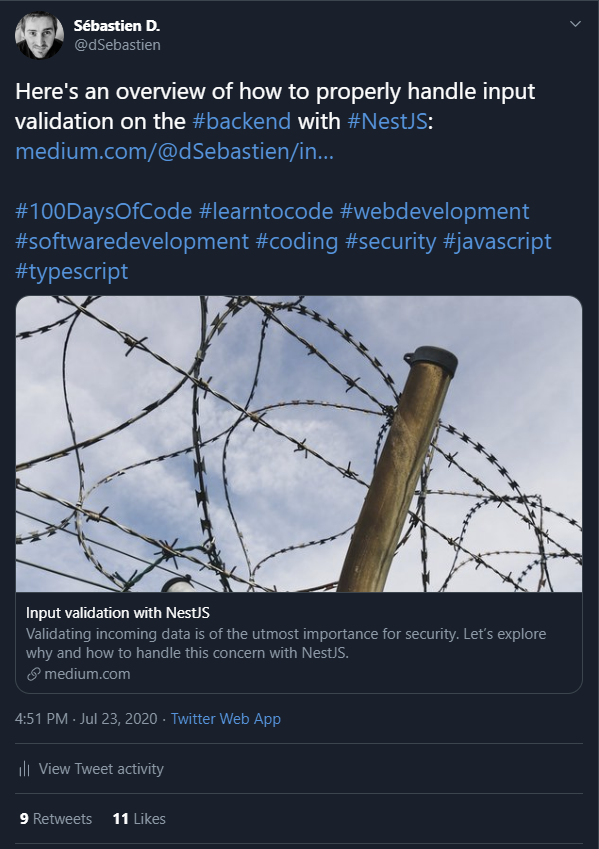 Sébastien D.
@dSebastien
Here's an overview of how to properly handle input
validation on the #backend with #NestJS:
medium.com/@dSebastien/in...
#100DaysOfCode #learntocode #webdevelopment
#softwaredevelopment #coding #security #javascript
#typescript
Input validation with NestJS
Validating incoming data is of the utmost importance for security. Let's explore
why and how to handle this concern with NestJS.
medium.com
4:51 PM · Jul 23, 2020 · Twitter Web App
View Tweet activity
9 Retweets 11 Likes